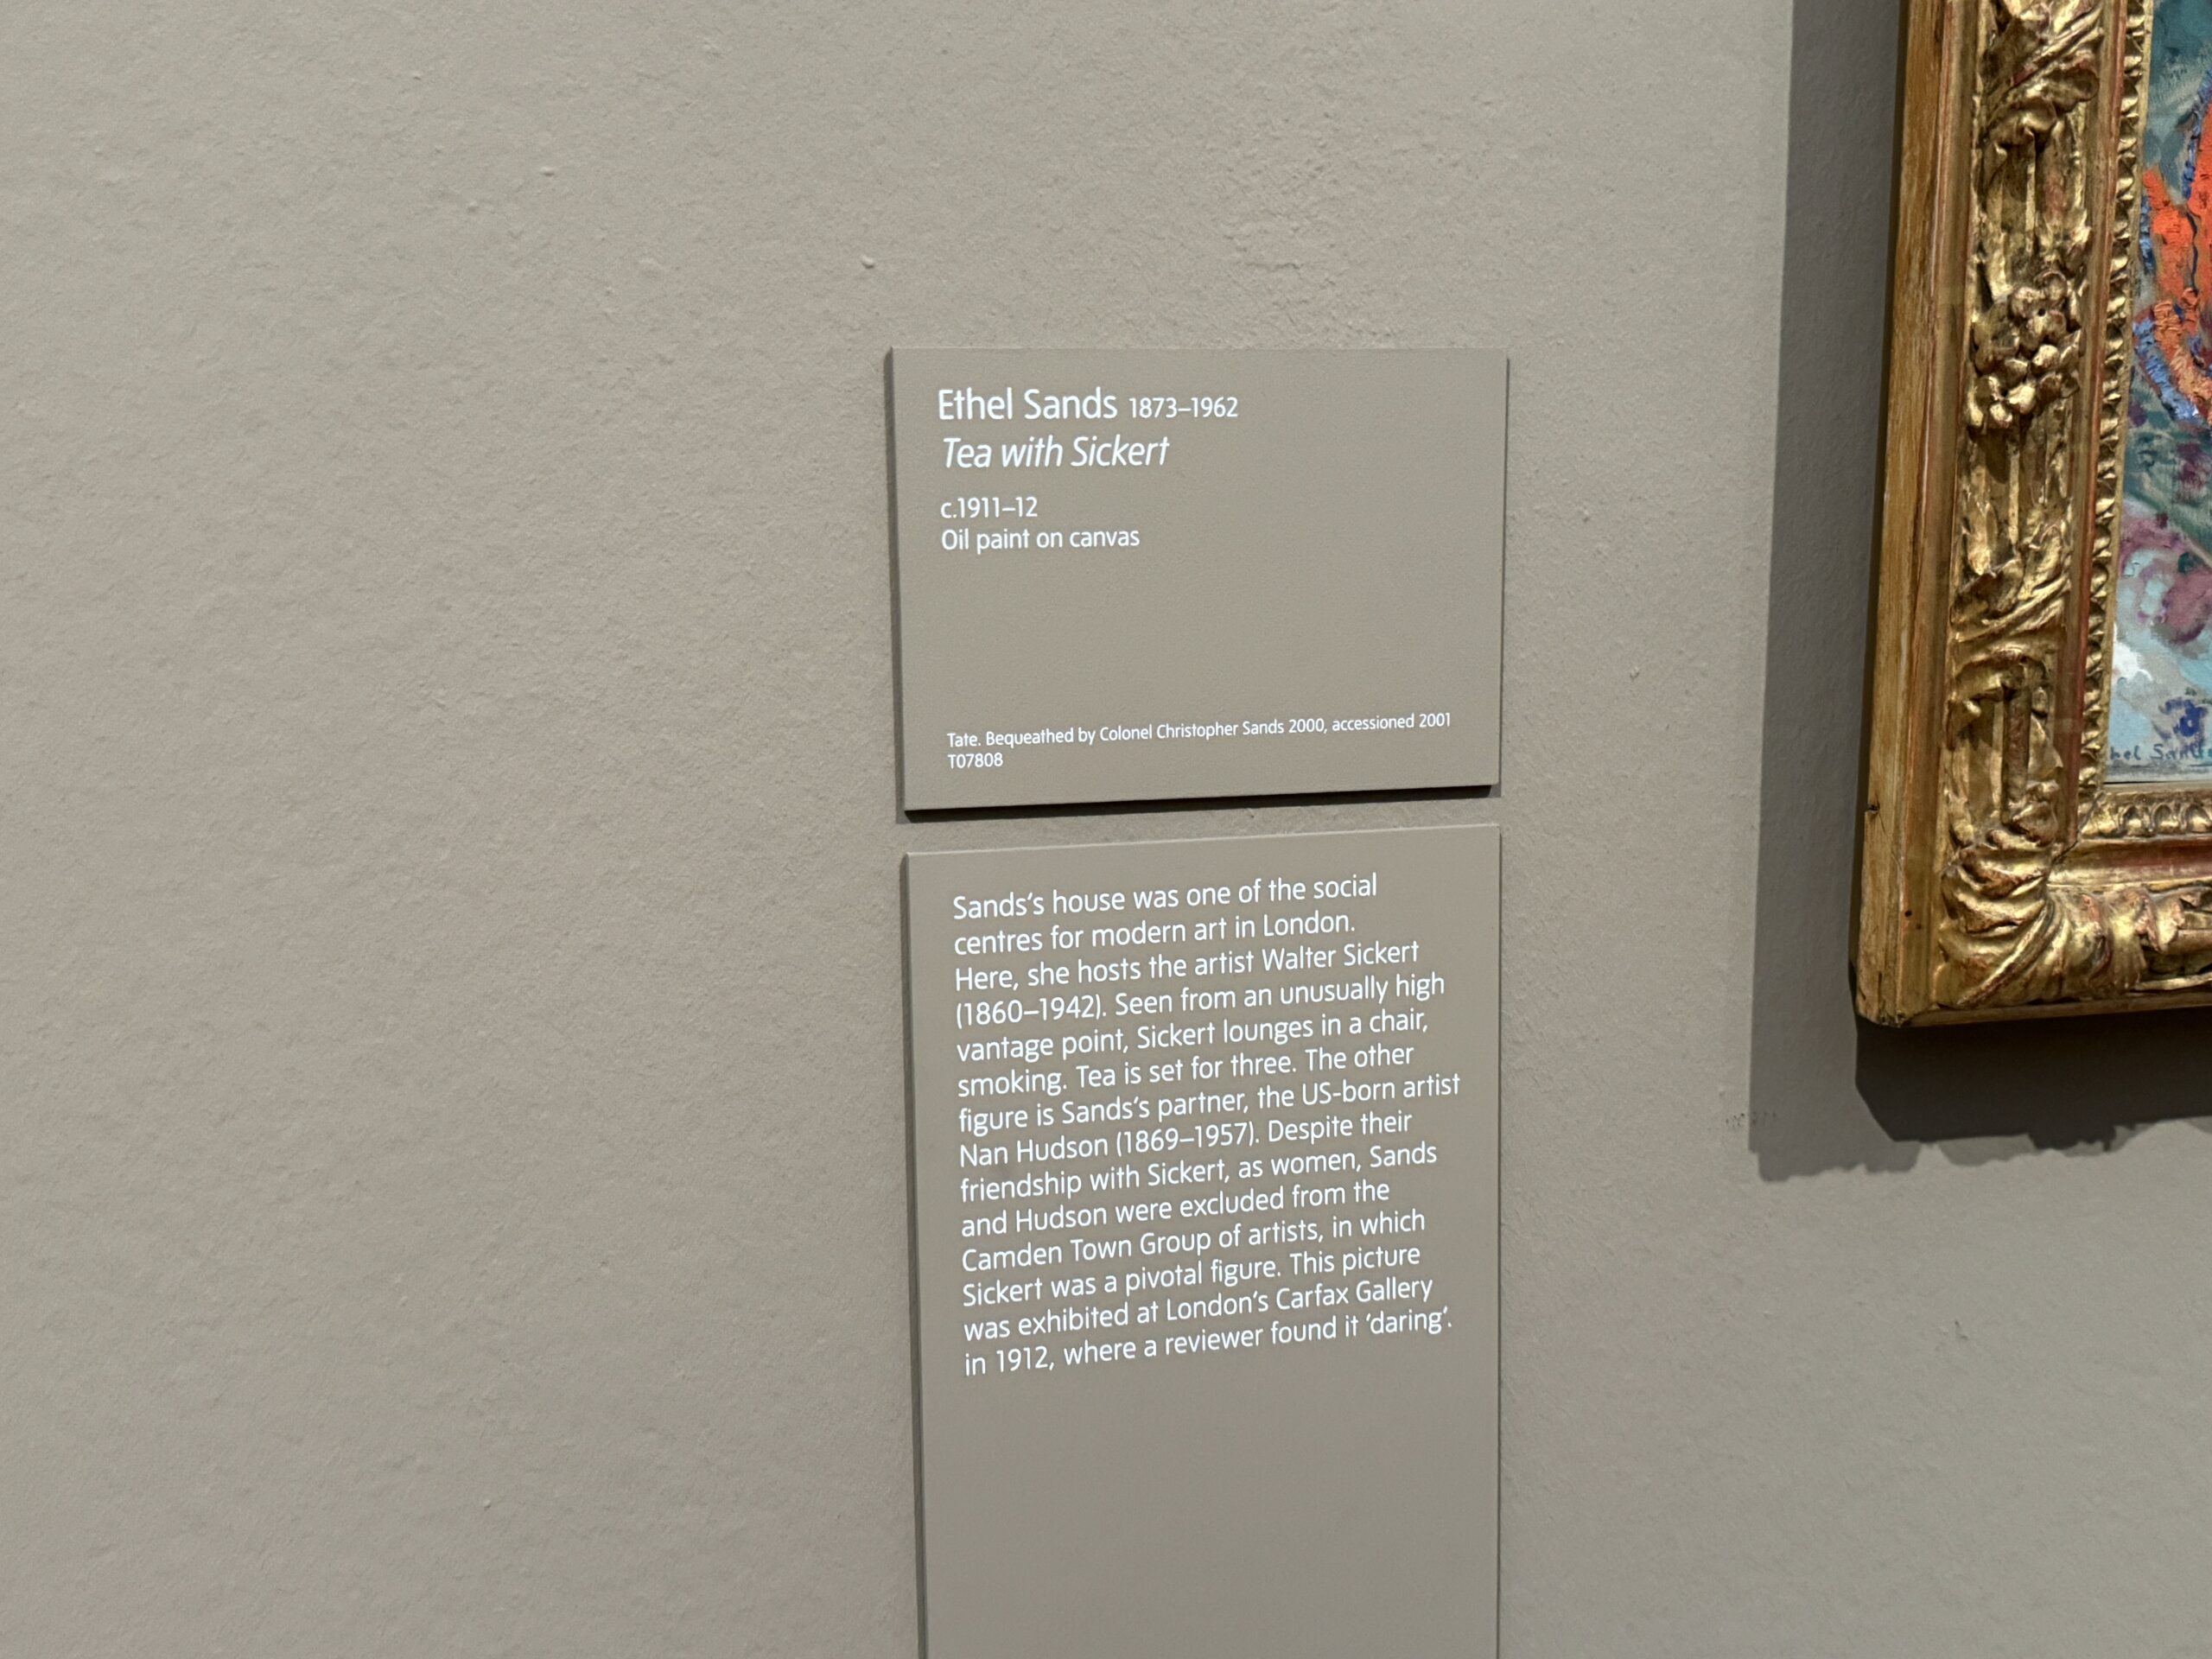 Ethel Sands 1873–1962
Tea with Sickert
c.1911–12
Oil paint on canvas
Tate. Bequeathed by Colonel Christopher Sands 2000, accessioned 2001
T07808
Sands’s house was one of the social
centres for modern art in London.
Here, she hosts the artist Walter Sickert
(1860–1942). Seen from an unusually high
vantage point, Sickert lounges in a chair,
smoking. Tea is set for three. The other
figure is Sands’s partner, the US-born artist
Nan Hudson (1869–1957). Despite their
friendship with Sickert, as women, Sands
and Hudson were excluded from the
Camden Town Group of artists, in which
Sickert was a pivotal figure. This picture
was exhibited at London’s Carfax Gallery
in 1912, where a reviewer found it ‘daring’.
hel Sands